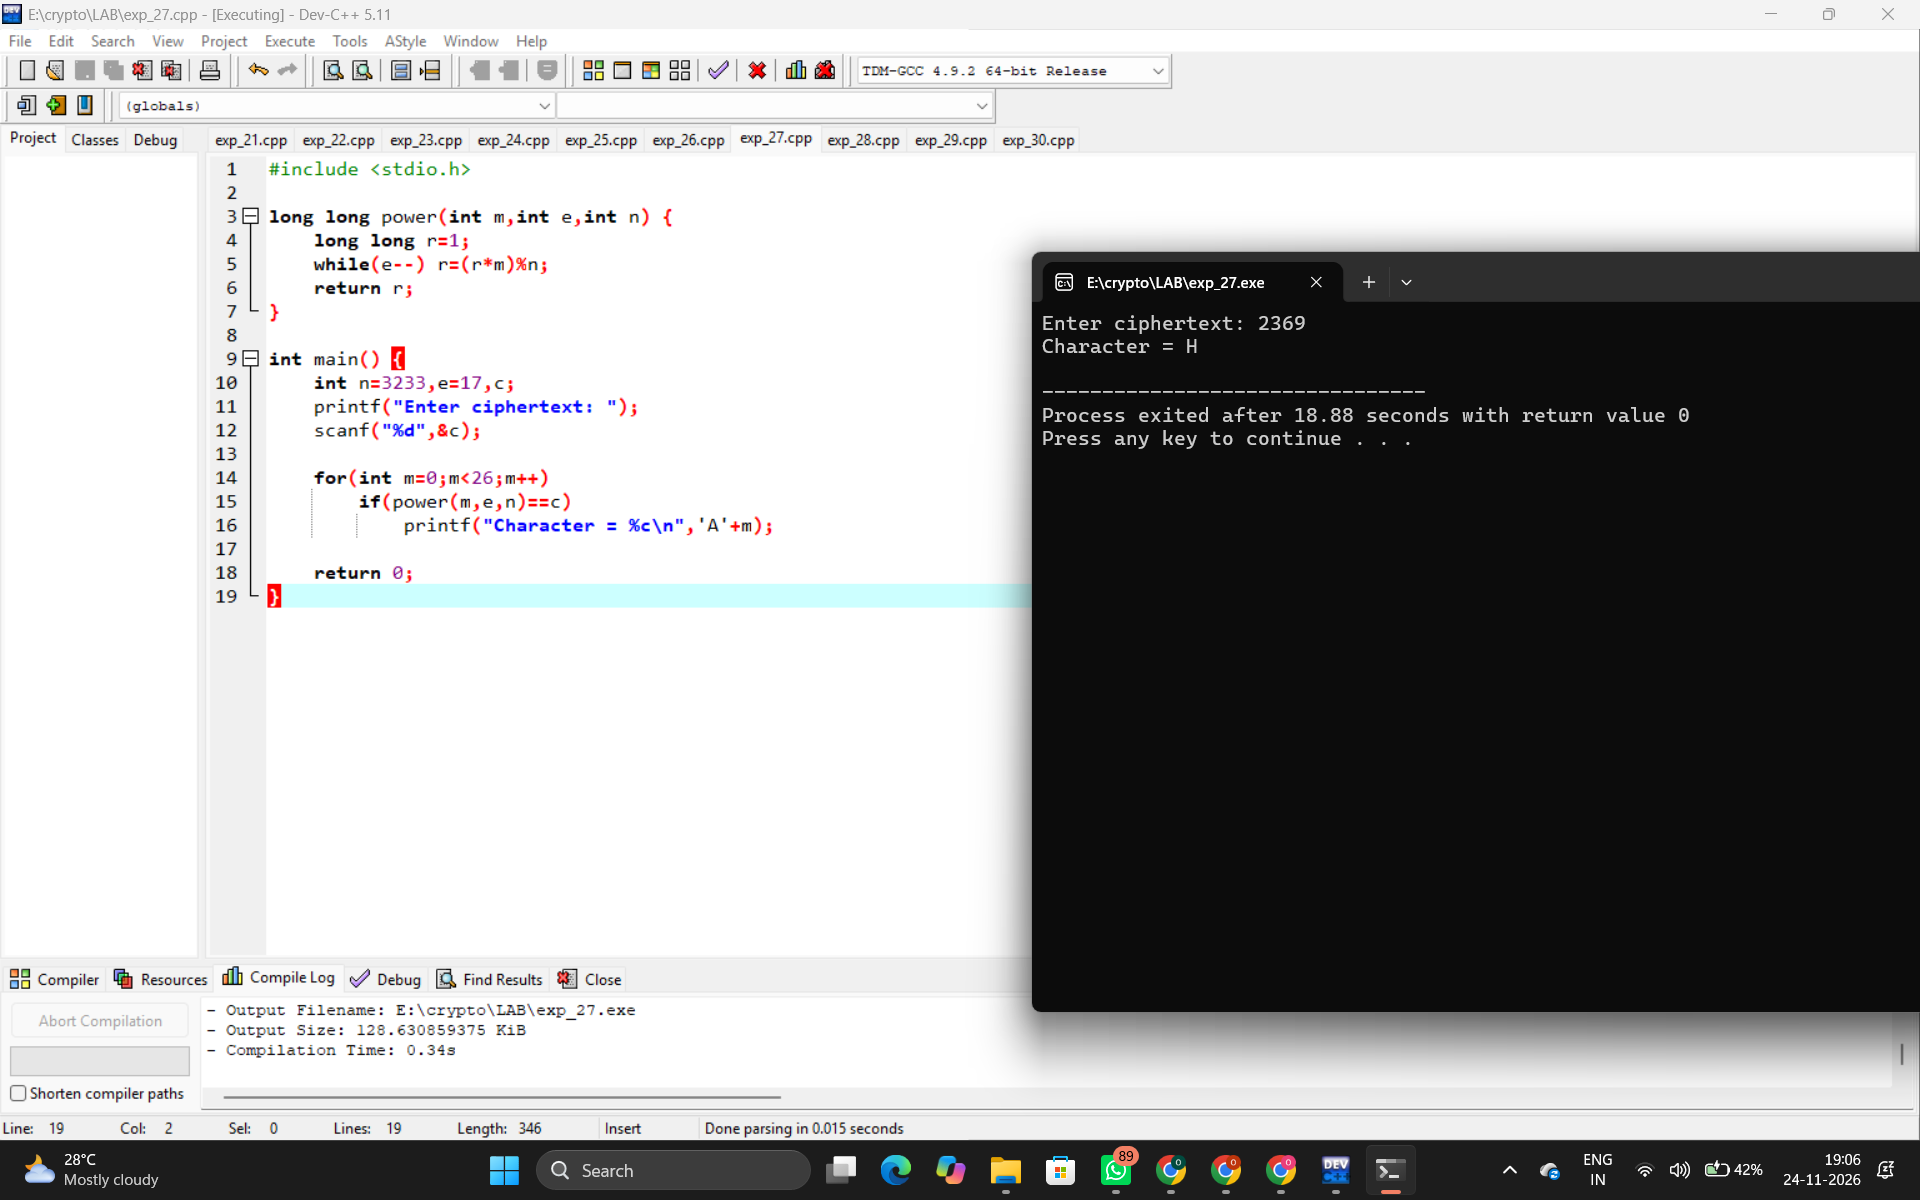 E:\crypto\LAB\exp_27.cpp - [Executing] - Dev-C++ 5.11
File Edit Search View Project Execute Tools AStyle Window Help
TDM-GCC 4.9.2 64-bit Release
(globals)
Project Classes Debug
exp_21.cpp exp_22.cpp exp_23.cpp exp_24.cpp exp_25.cpp exp_26.cpp exp_27.cpp exp_28.cpp exp_29.cpp exp_30.cpp
1 #include <stdio.h>
2
3 long long power(int m,int e,int n) {
4 long long r=1;
5 while(e--) r=(r*m)%n;
6 return r;
7 }
8
9 int main() {
10 int n=3233,e=17,c;
11 printf("Enter ciphertext: ");
12 scanf("%d",&c);
13
14 for(int m=0;m<26;m++)
15 if(power(m,e,n)==c)
16 printf("Character = %c\n",'A'+m);
17
18 return 0;
19 }
E:\crypto\LAB\exp_27.exe
Enter ciphertext: 2369
Character = H
--------------------------------
Process exited after 18.88 seconds with return value 0
Press any key to continue . . .
Compiler Resources Compile Log Debug Find Results Close
Abort Compilation
Shorten compiler paths
- Output Filename: E:\crypto\LAB\exp_27.exe
- Output Size: 128.630859375 KiB
- Compilation Time: 0.34s
Line: 19 Col: 2 Sel: 0 Lines: 19 Length: 346 Insert Done parsing in 0.015 seconds
28°C
Mostly cloudy
Search
DEV C++
89
ENG
IN
42%
19:06
24-11-2026